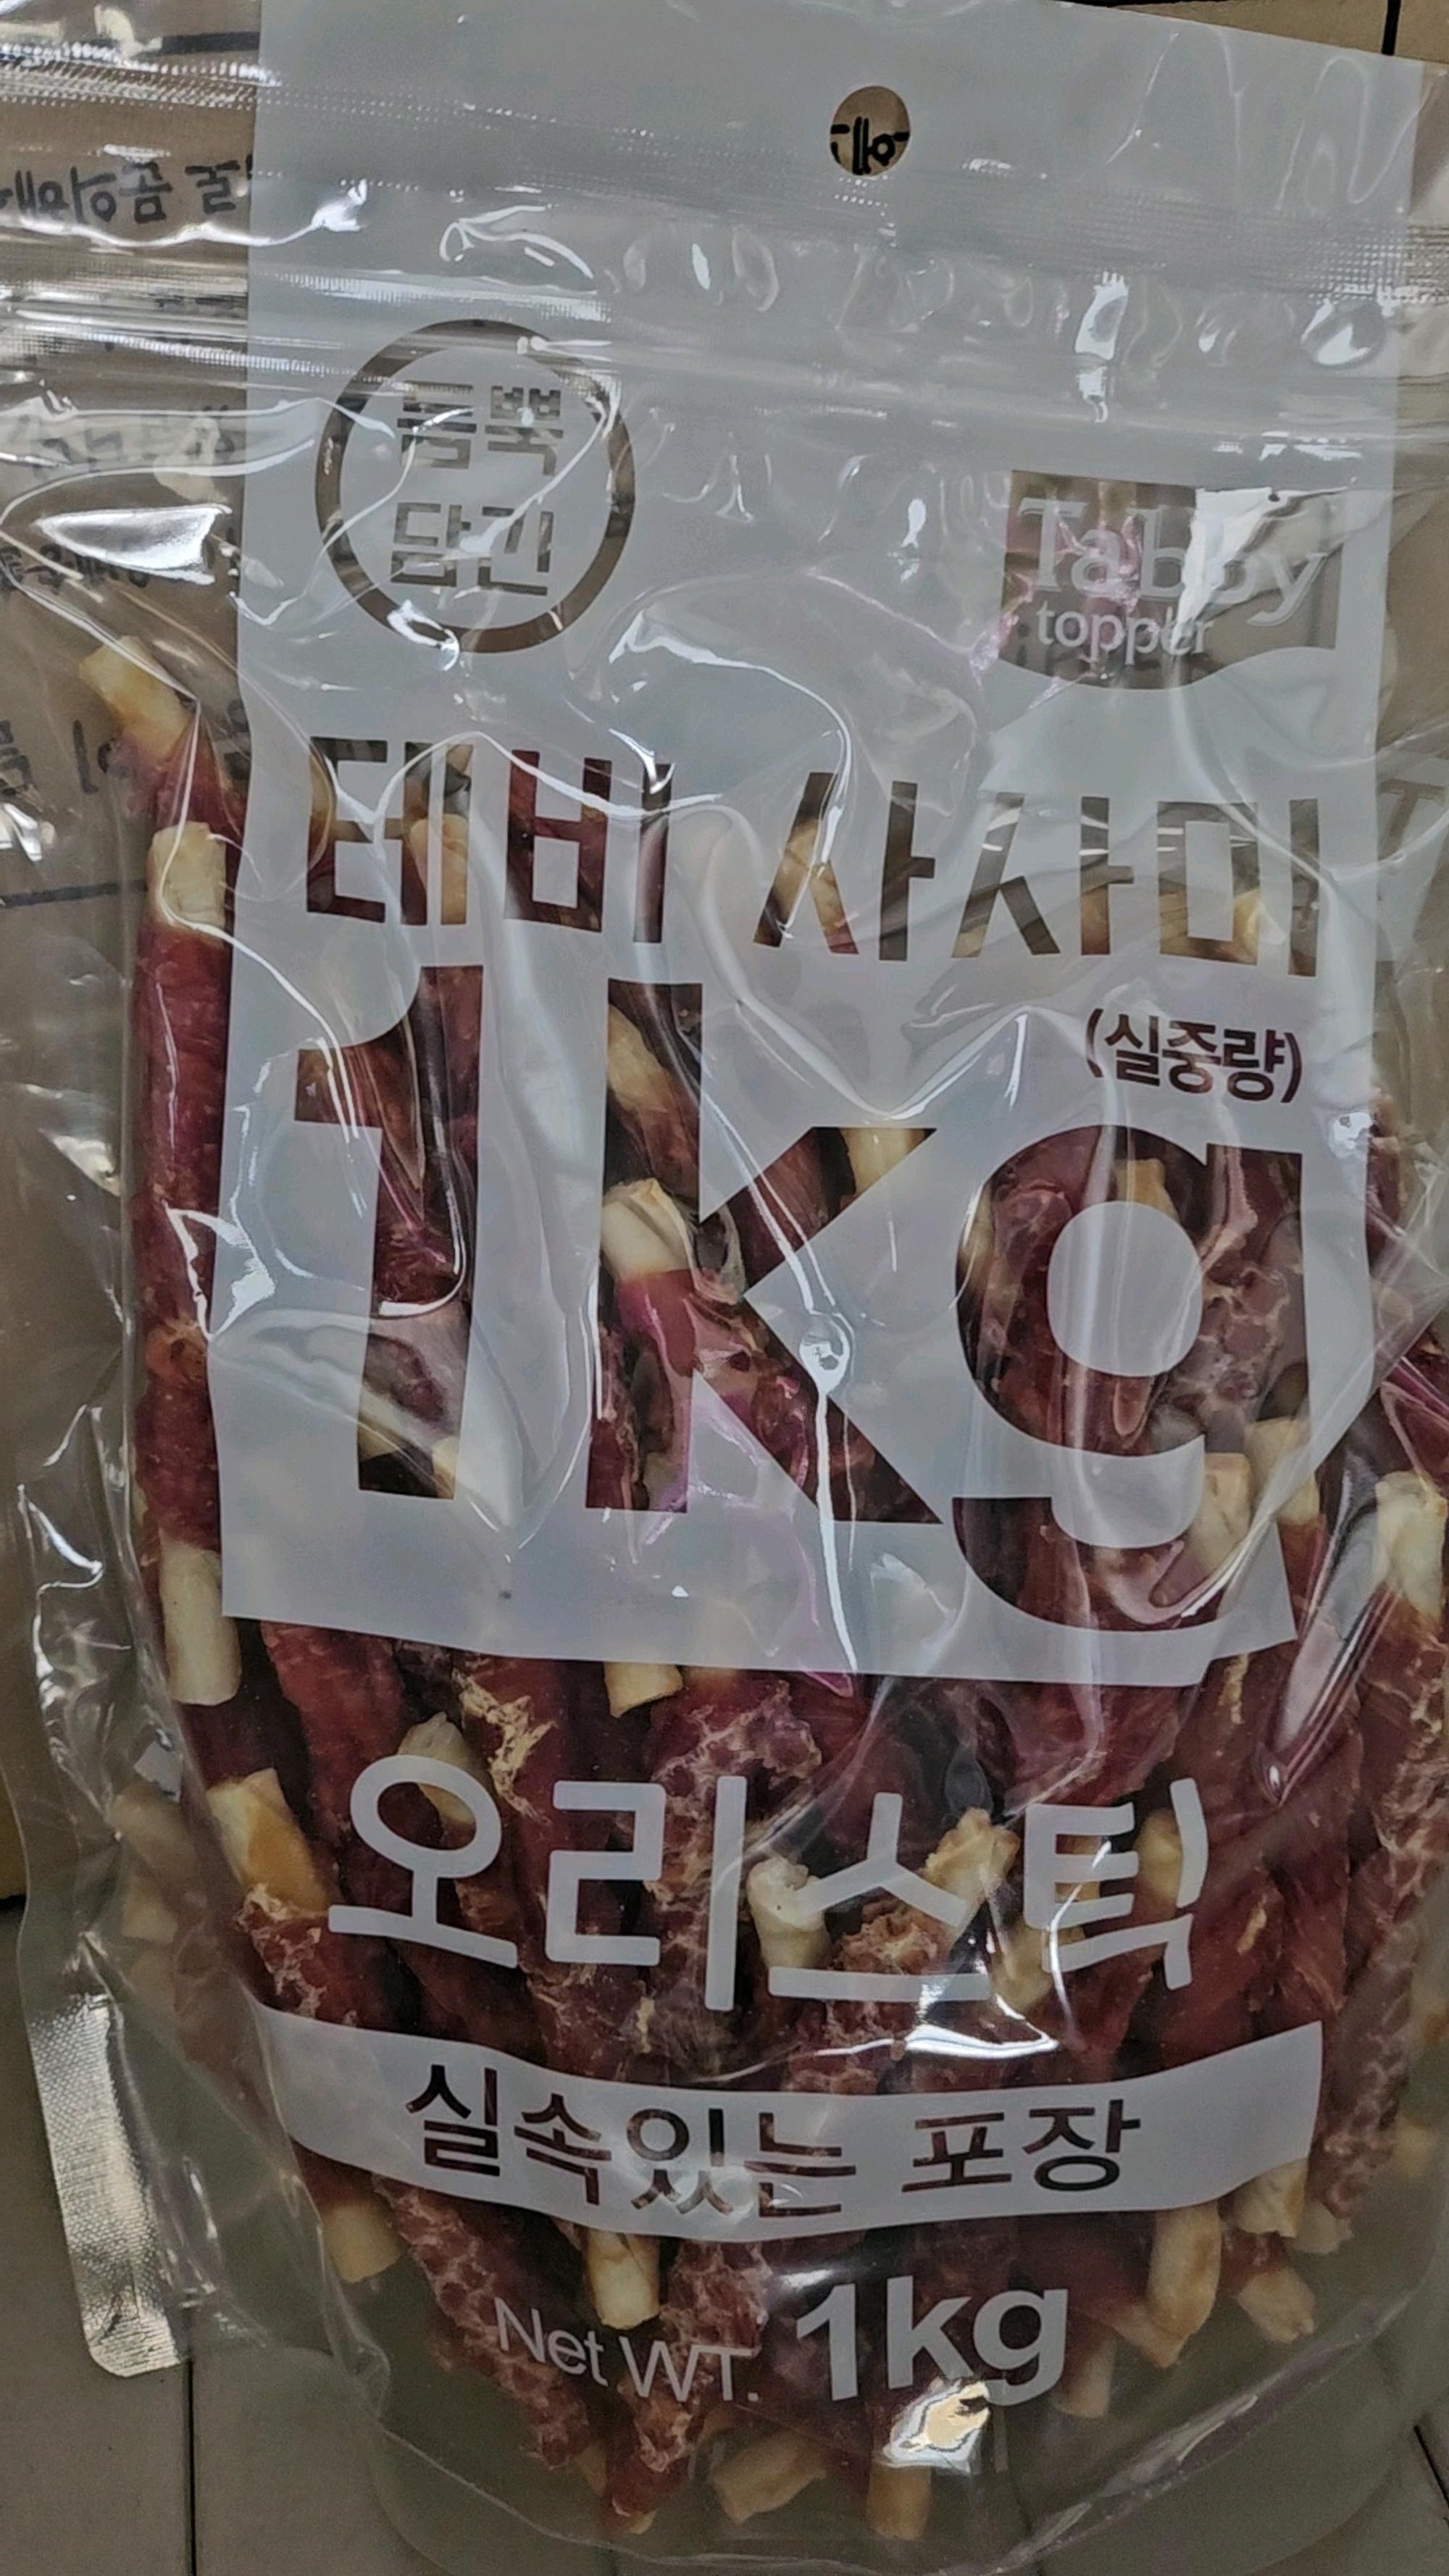 듬뿍
담긴
Tabby
topper
테비 사사미
1kg
(실중량)
오리스틱
실속있는 포장
Net WT. 1kg